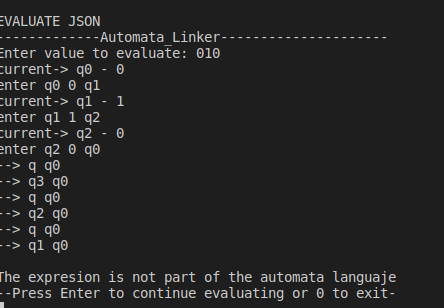 EVALUATE JSON
-------------Automata_Linker---------------------
Enter value to evaluate: 010
current-> q0 - 0
enter q0 0 q1
current-> q1 - 1
enter q1 1 q2
current-> q2 - 0
enter q2 0 q0
--> q q0
--> q3 q0
--> q q0
--> q2 q0
--> q q0
--> q1 q0
The expresion is not part of the automata languaje
--Press Enter to continue evaluating or 0 to exit-